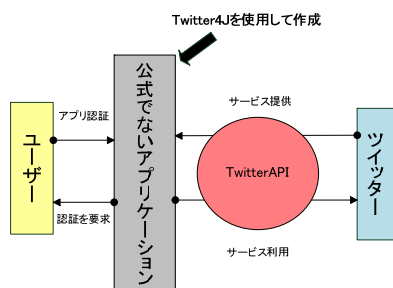 Twitter4Jを使用して作成
公式でないアプリケーション
アプリ認証
サービス提供
ユーザー
ツイッター
TwitterAPI
認証を要求
サービス利用